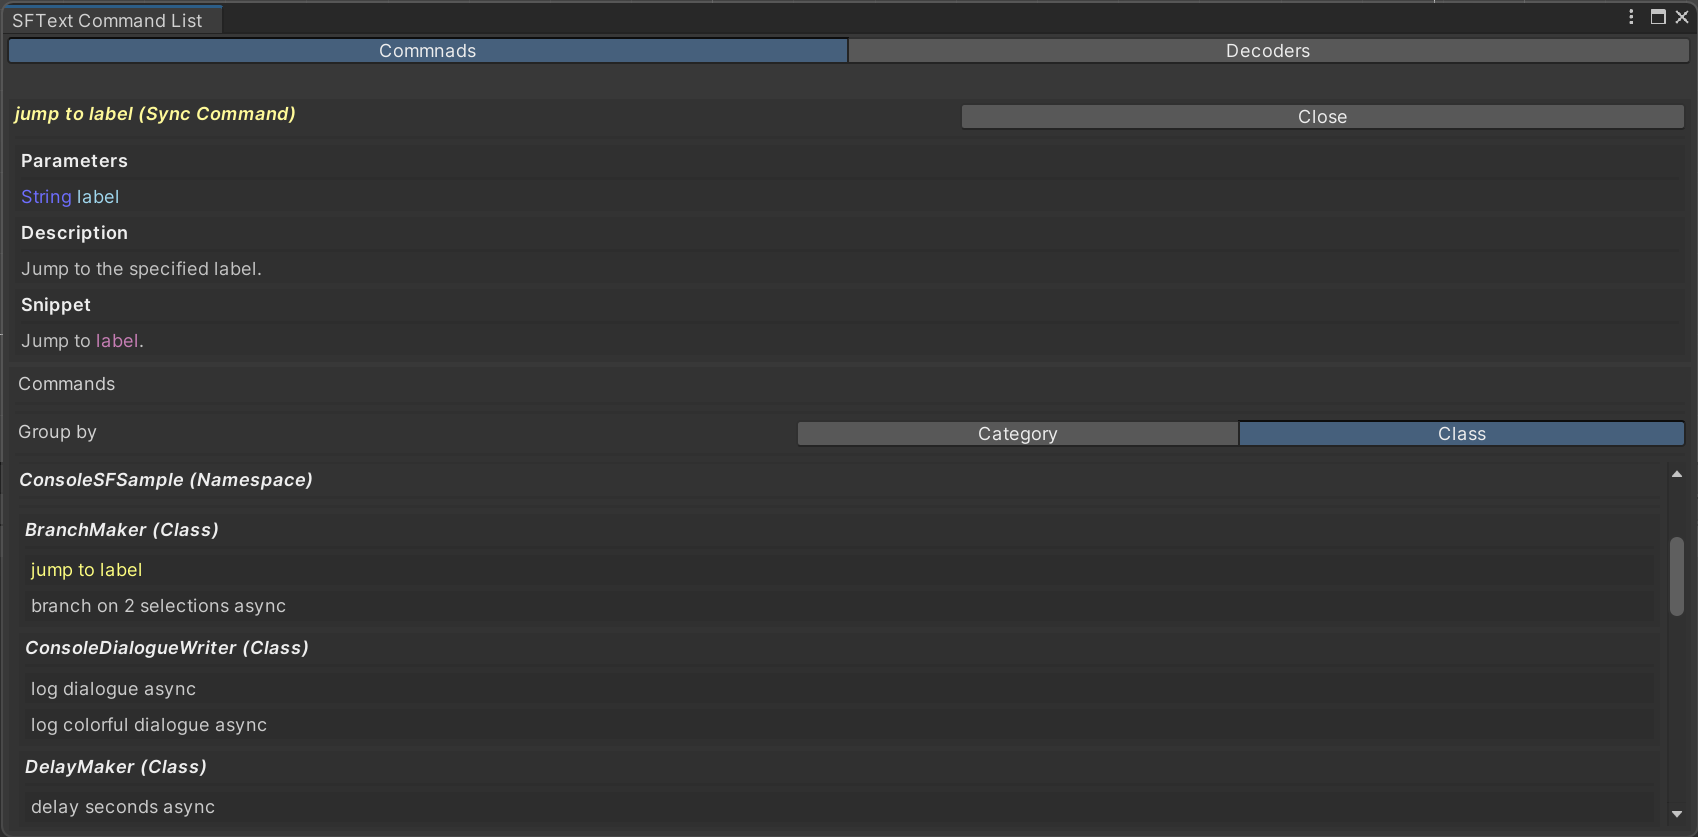 SFText Command List
Commnads
Decoders
jump to label (Sync Command)
Close
Parameters
String label
Description
Jump to the specified label.
Snippet
Jump to label.
Commands
Group by
Category
Class
ConsoleSFSample (Namespace)
BranchMaker (Class)
jump to label
branch on 2 selections async
ConsoleDialogueWriter (Class)
log dialogue async
log colorful dialogue async
DelayMaker (Class)
delay seconds async